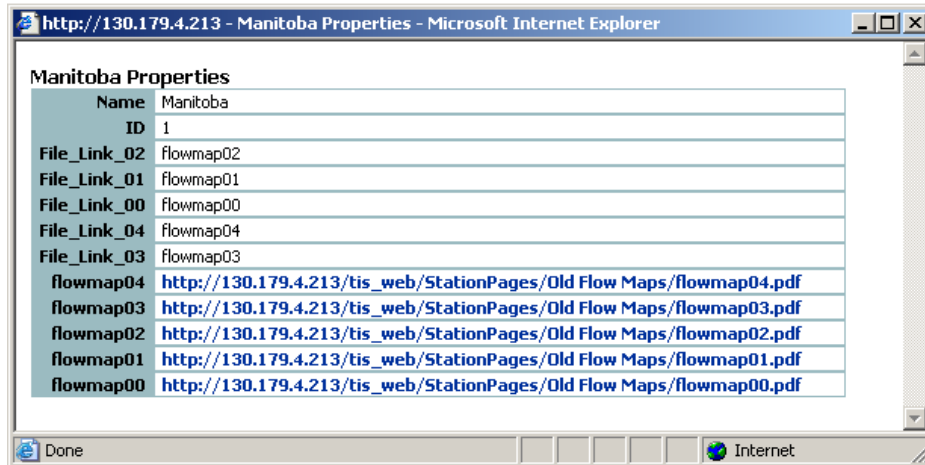 http://130.179.4.213 - Manitoba Properties - Microsoft Internet Explorer
Manitoba Properties
Name Manitoba
ID 1
File_Link_02 flowmap02
File_Link_01 flowmap01
File_Link_00 flowmap00
File_Link_04 flowmap04
File_Link_03 flowmap03
flowmap04 http://130.179.4.213/tis_web/StationPages/Old Flow Maps/flowmap04.pdf
flowmap03 http://130.179.4.213/tis_web/StationPages/Old Flow Maps/flowmap03.pdf
flowmap02 http://130.179.4.213/tis_web/StationPages/Old Flow Maps/flowmap02.pdf
flowmap01 http://130.179.4.213/tis_web/StationPages/Old Flow Maps/flowmap01.pdf
flowmap00 http://130.179.4.213/tis_web/StationPages/Old Flow Maps/flowmap00.pdf
Done Internet